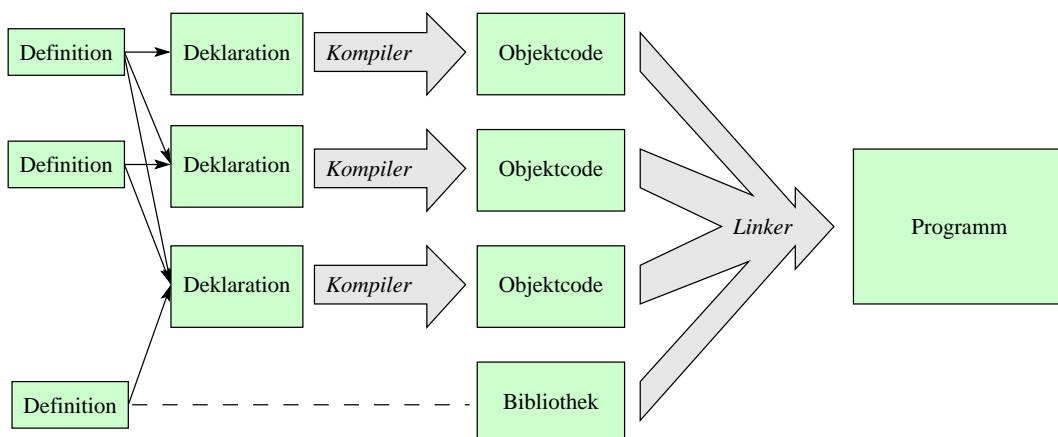 Definition
Deklaration
Kompiler
Objektcode
Definition
Deklaration
Kompiler
Objektcode
Linker
Programm
Deklaration
Kompiler
Objektcode
Definition
Bibliothek